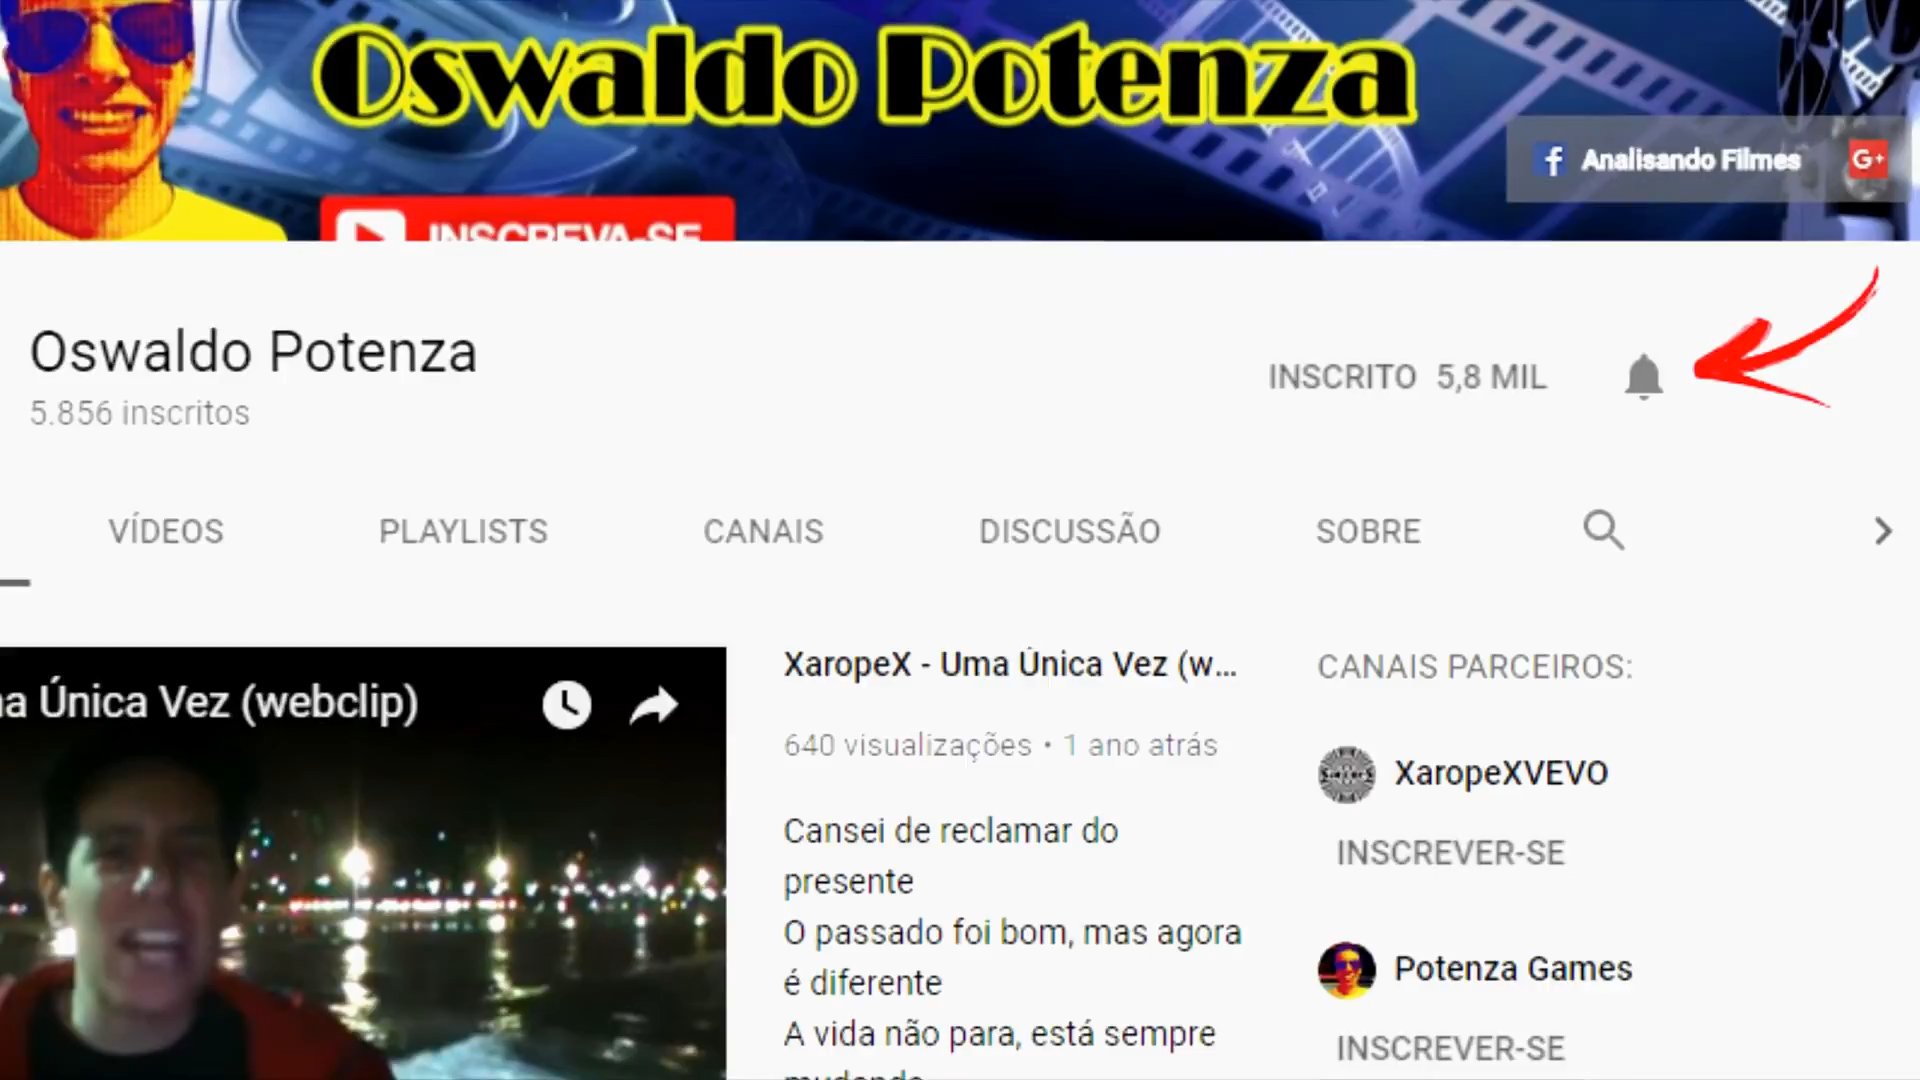 Oswaldo Potenza
f Analisando Filmes G+
INSCREVA-SE
Oswaldo Potenza
5.856 inscritos
INSCRITO 5,8 MIL
VÍDEOS PLAYLISTS CANAIS DISCUSSÃO SOBRE
a Única Vez (webclip)
XaropeX - Uma Única Vez (w...
640 visualizações • 1 ano atrás
Cansei de reclamar do
presente
O passado foi bom, mas agora
é diferente
A vida não para, está sempre
CANAIS PARCEIROS:
XaropeXVEVO
INSCREVER-SE
Potenza Games
INSCREVER-SE